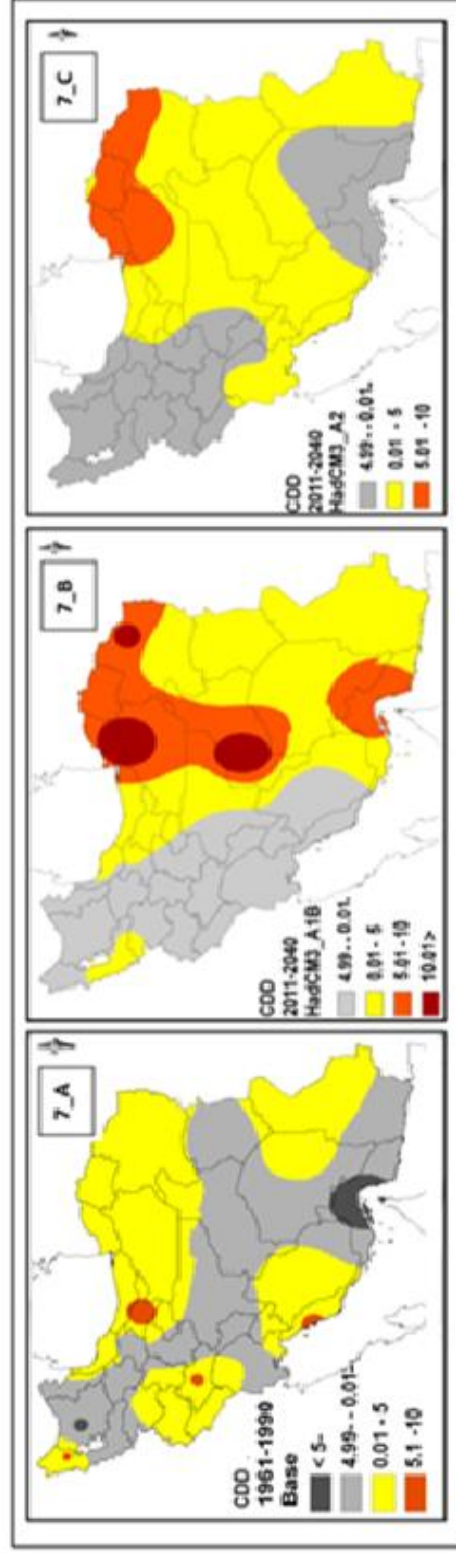 7_A
CDD
1961-1990
Base
< 5-
4.99- - 0.01-
0.01 - 5
5.1 -10
7_B
CDD
2011-2040
HadCM3_A1B
4.99 - - 0.01.
0.01 - 5
5.01 -10
10.01 >
7_C
CDD
2011-2040
HadCM3_A2
4.99 - - 0.01.
0.01 - 5
5.01 -10